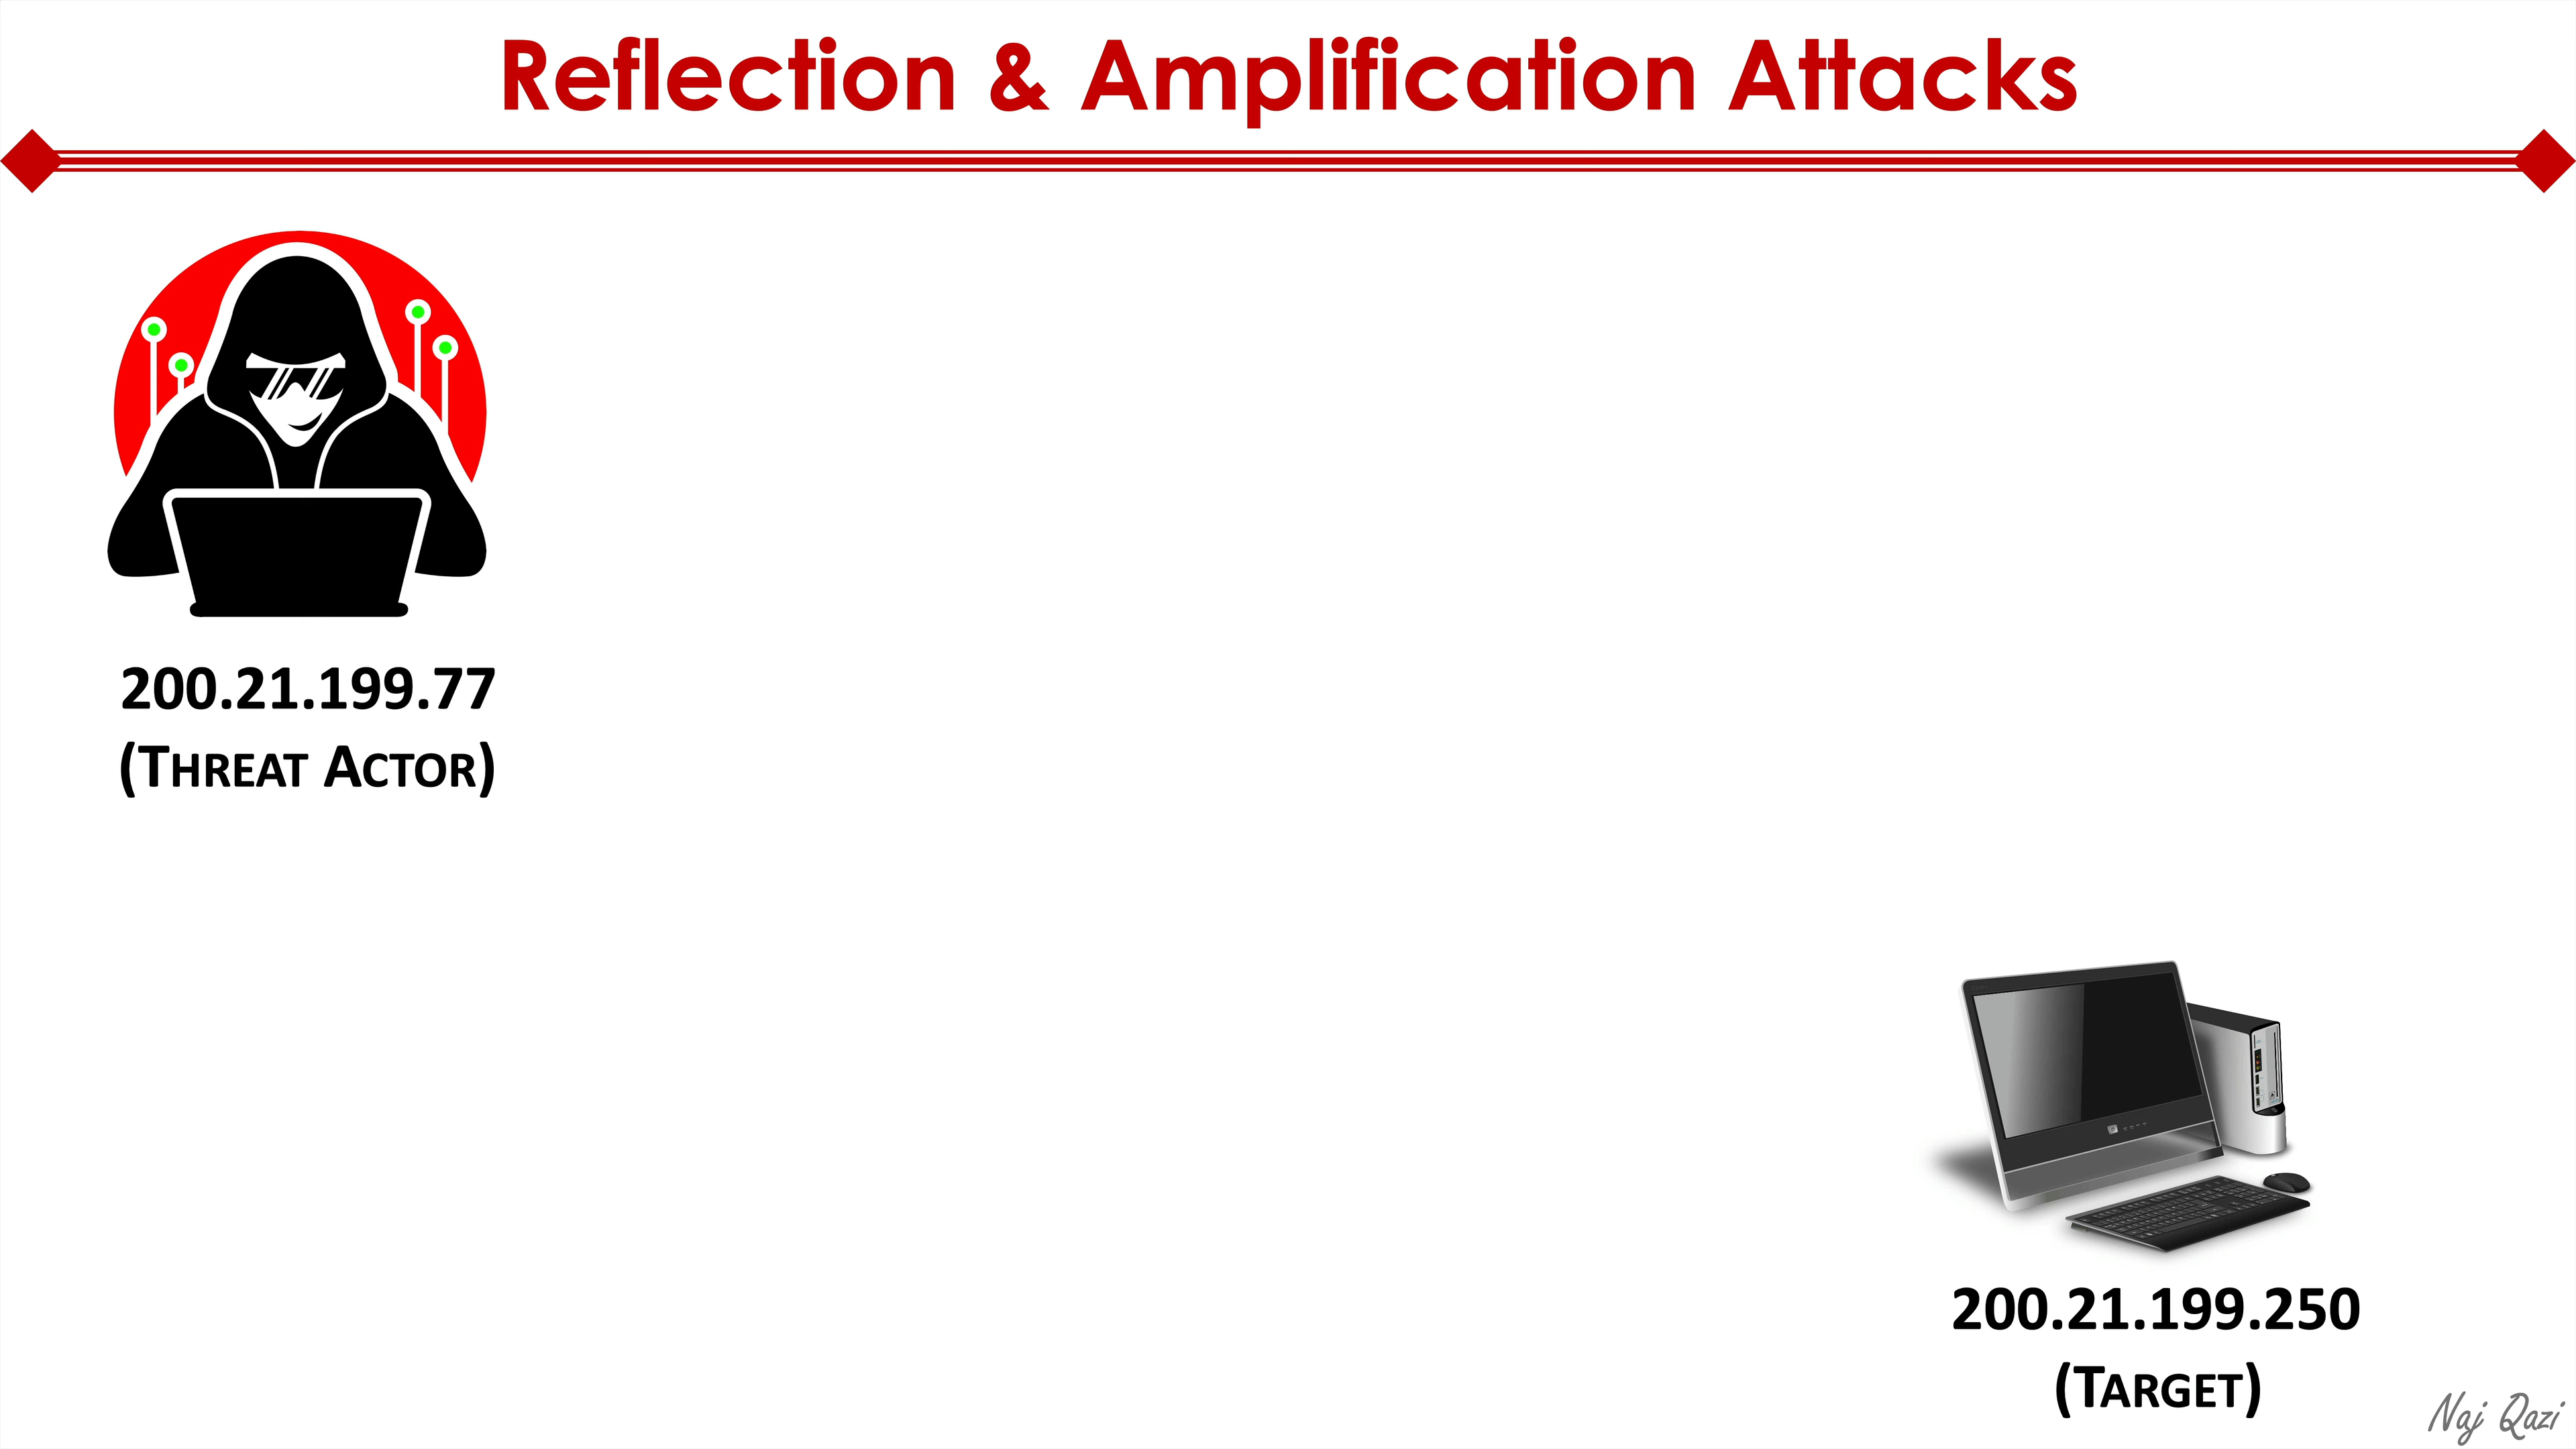 Reflection & Amplification Attacks
200.21.199.77
(Threat Actor)
200.21.199.250
(Target)
Naj Qazi